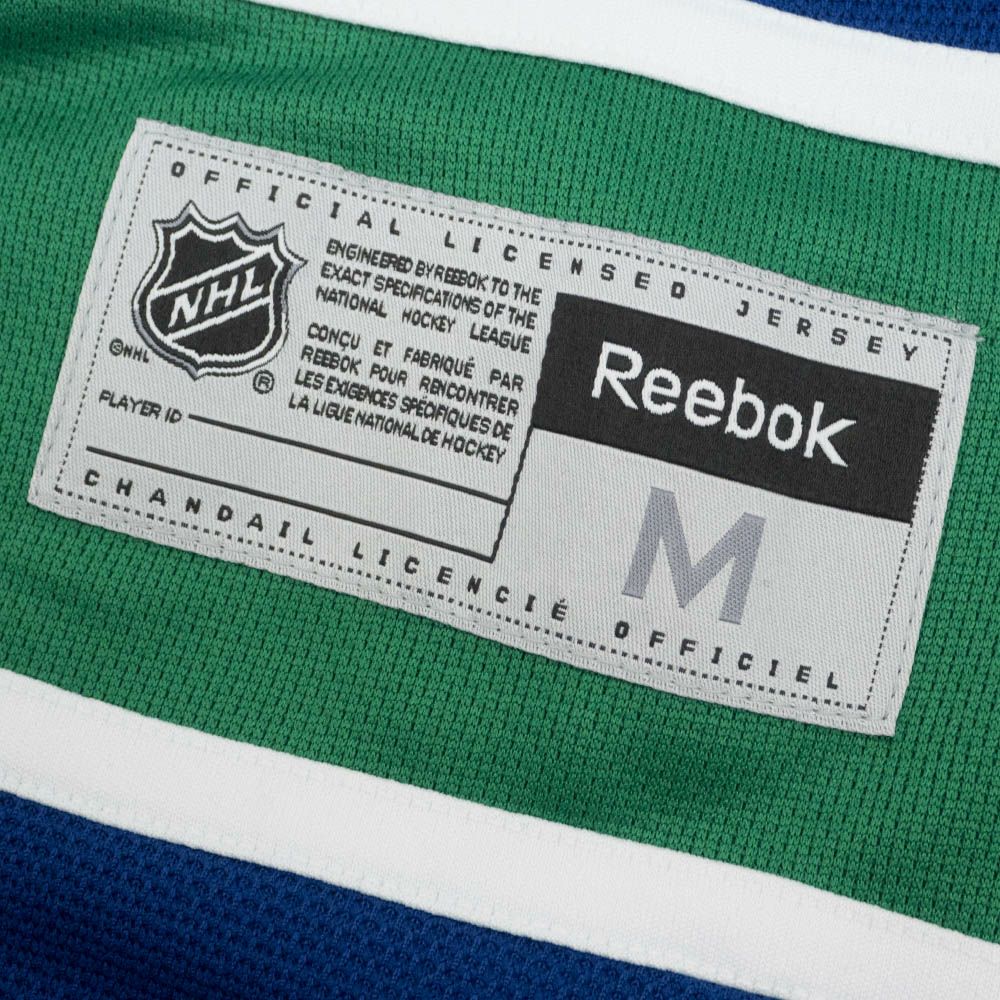 OFFICIAL LICENSED JERSEY
NHL
©NHL
®
ENGINEERED BY REEBOK TO THE
EXACT SPECIFICATIONS OF THE
NATIONAL HOCKEY LEAGUE
CONÇU ET FABRIQUÉ PAR
REEBOK POUR RENCONTRER
LES EXIGENCES SPÉCIFIQUES DE
LA LIGUE NATIONAL DE HOCKEY
PLAYER ID
Reebok
M
CHANDAIL LICENCIÉ OFFICIEL